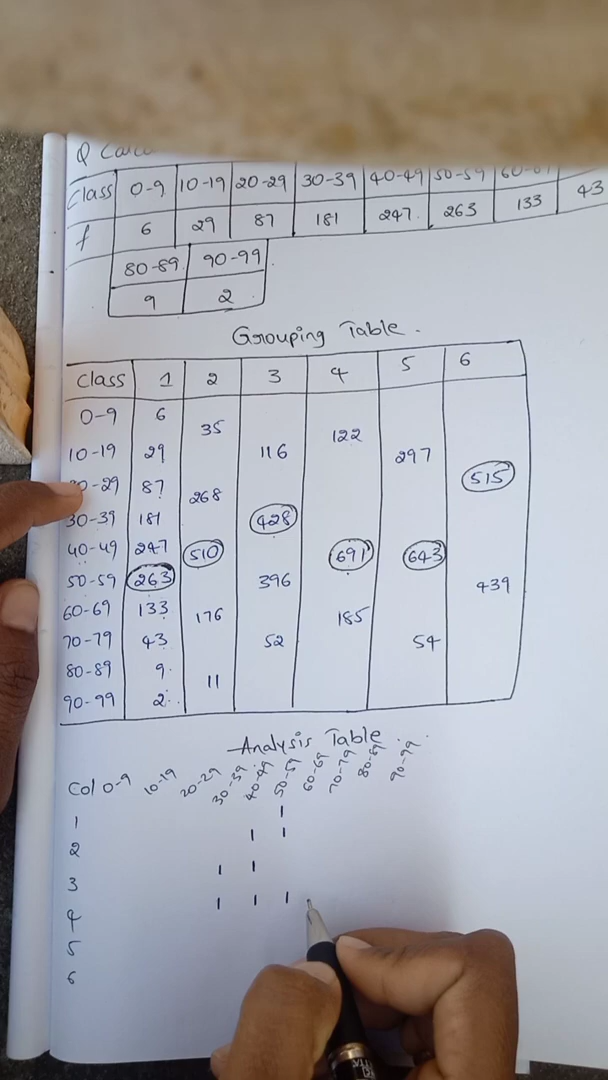 Q Calc
Class 0-9 10-19 20-29 30-39 40-49 50-59
f 6 29 87 181 247 263 133 43
80-89 90-99
9 2
Grouping Table.
Class 1 2 3 4 5 6
0-9 6
35
122
10-19 29 116 297
515
20-29 87
268
30-39 181 428
40-49 247 510 691 643
50-59 263 396 439
60-69 133 176 185
70-79 43 52 54
80-89 9
11
90-99 2
Analysis Table
Col 0-9 10-19 20-29 30-39 40-49 50-59 60-69 70-79 80-89 90-99
1 |
2 | |
3 | |
4 | | |
5
6